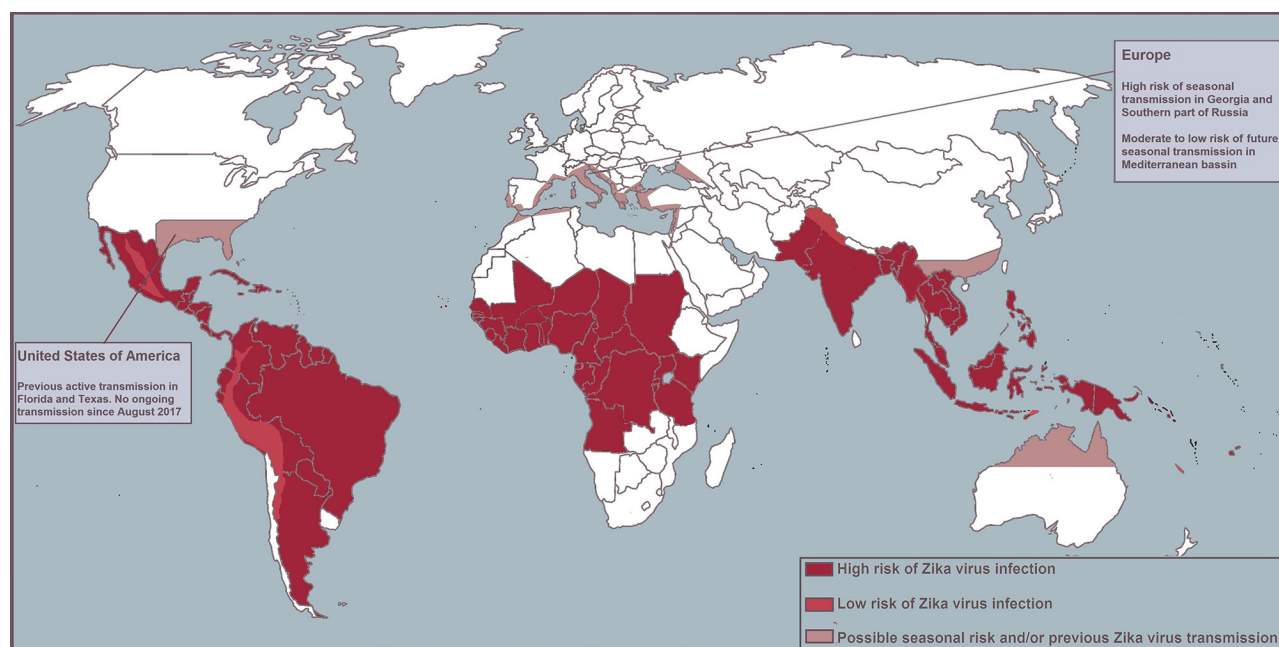 Europe
High risk of seasonal
transmission in Georgia and
Southern part of Russia
Moderate to low risk of future
seasonal transmission in
Mediterranean basin
United States of America
Previous active transmission in
Florida and Texas. No ongoing
transmission since August 2017
High risk of Zika virus infection
Low risk of Zika virus infection
Possible seasonal risk and/or previous Zika virus transmission